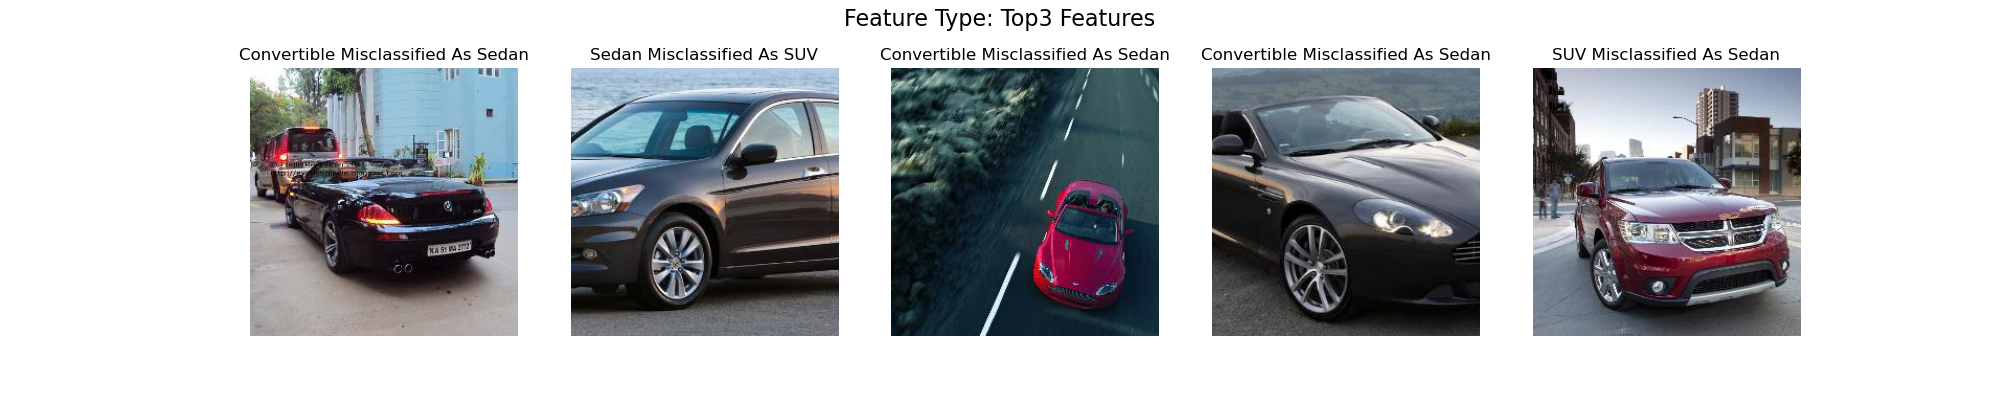 Feature Type: Top3 Features
Convertible Misclassified As Sedan
Sedan Misclassified As SUV
Convertible Misclassified As Sedan
Convertible Misclassified As Sedan
SUV Misclassified As Sedan
KA 51 MA 2772